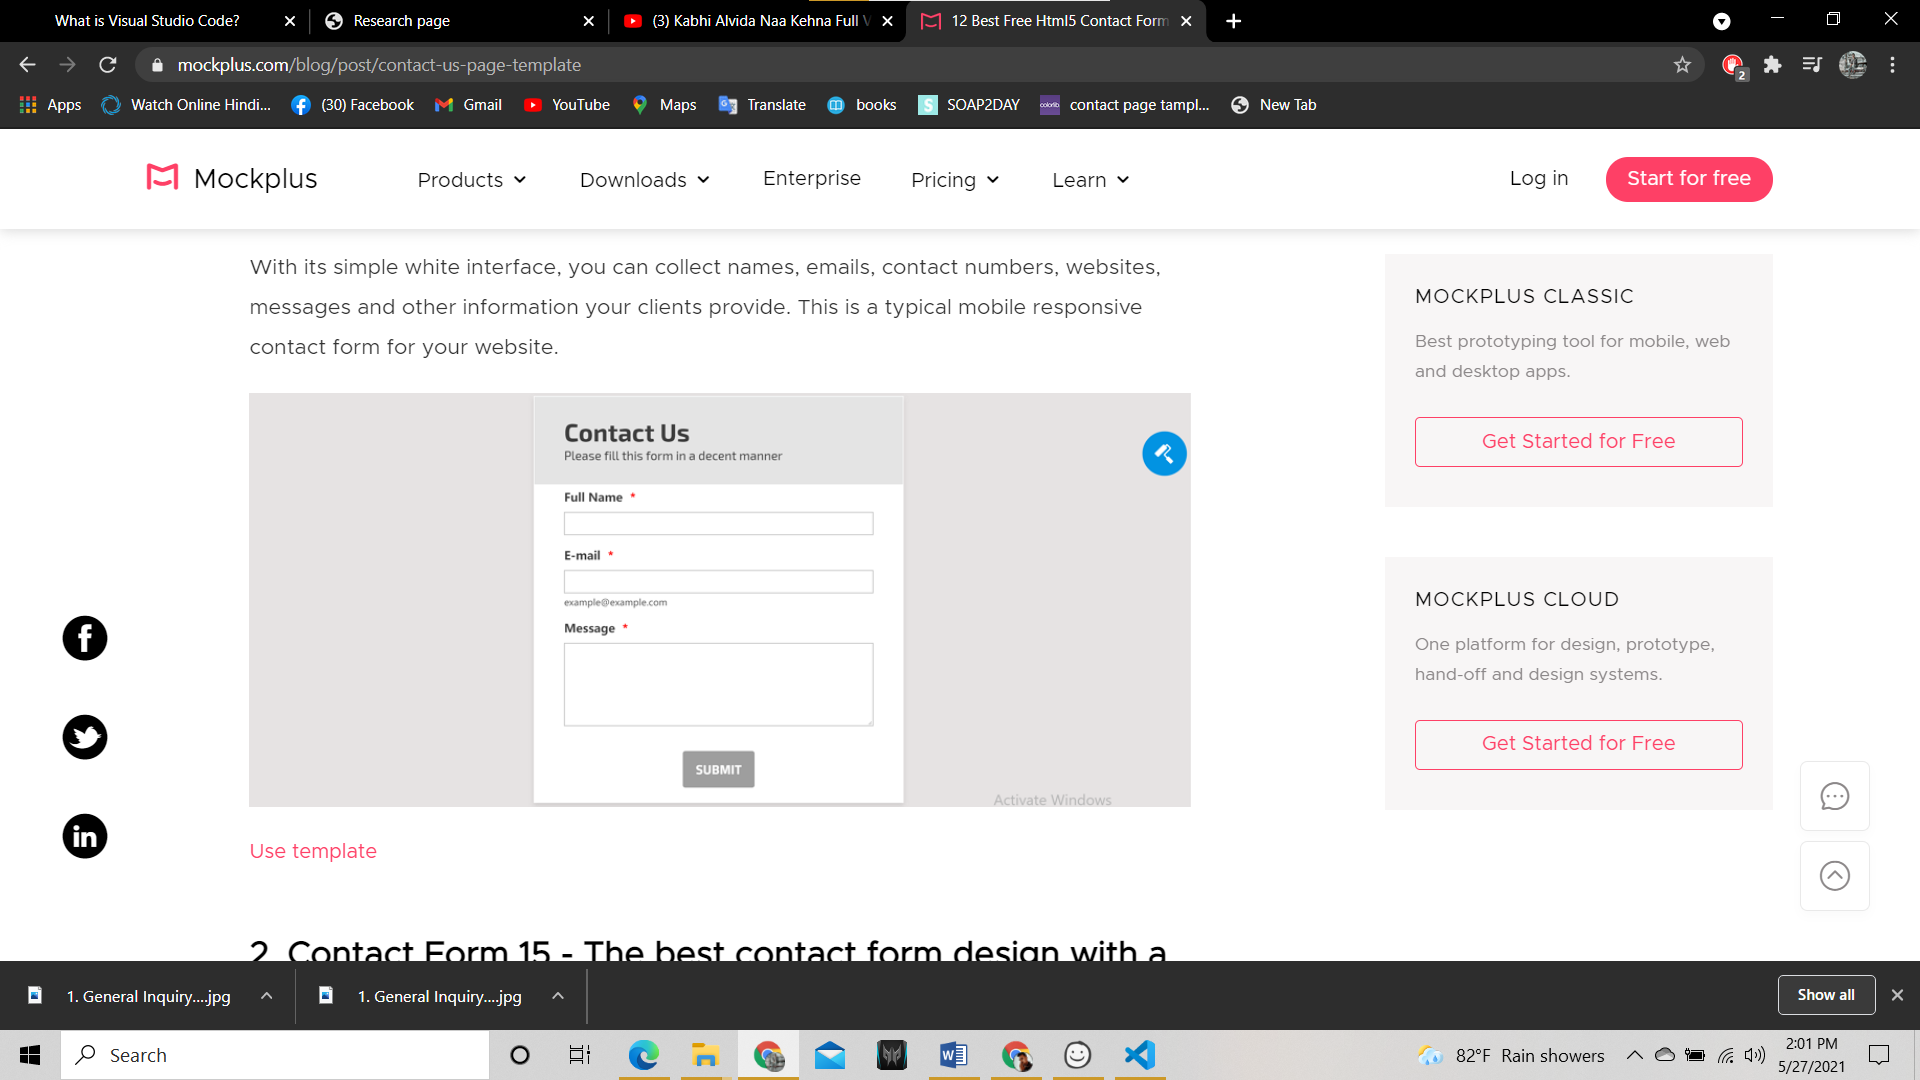 What is Visual Studio Code?
Research page
(3) Kabhi Alvida Naa Kehna Full V
12 Best Free Html5 Contact Form
mockplus.com/blog/post/contact-us-page-template
2
Apps
Watch Online Hindi...
(30) Facebook
Gmail
YouTube
Maps
Translate
books
S
SOAP2DAY
colorlib
contact page tampl...
New Tab
Mockplus
Products
Downloads
Enterprise
Pricing
Learn
Log in
Start for free
With its simple white interface, you can collect names, emails, contact numbers, websites,
messages and other information your clients provide. This is a typical mobile responsive
contact form for your website.
Contact Us
Please fill this form in a decent manner
Full Name *
E-mail *
example@example.com
Message *
SUBMIT
Activate Windows
Use template
2. Contact Form 15 - The best contact form design with a
MOCKPLUS CLASSIC
Best prototyping tool for mobile, web
and desktop apps.
Get Started for Free
MOCKPLUS CLOUD
One platform for design, prototype,
hand-off and design systems.
Get Started for Free
1. General Inquiry....jpg
1. General Inquiry....jpg
Show all
Search
82°F Rain showers
2:01 PM
5/27/2021